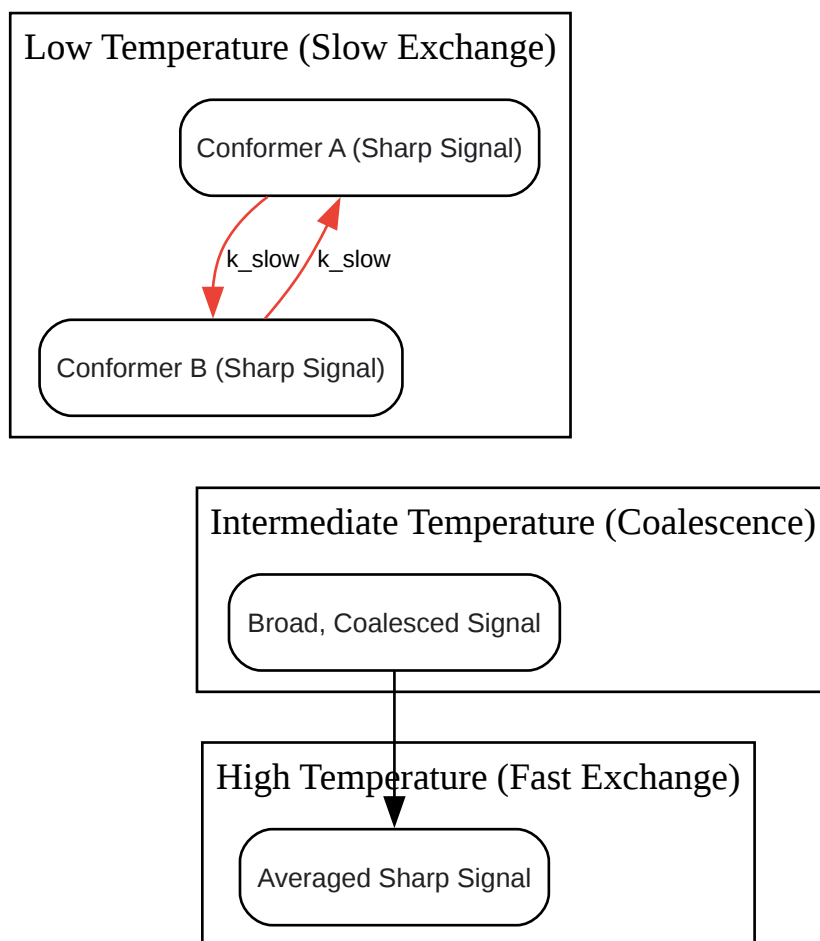 Low Temperature (Slow Exchange)
Conformer A (Sharp Signal)
k_slow k_slow
Conformer B (Sharp Signal)
Intermediate Temperature (Coalescence)
Broad, Coalesced Signal
High Temperature (Fast Exchange)
Averaged Sharp Signal